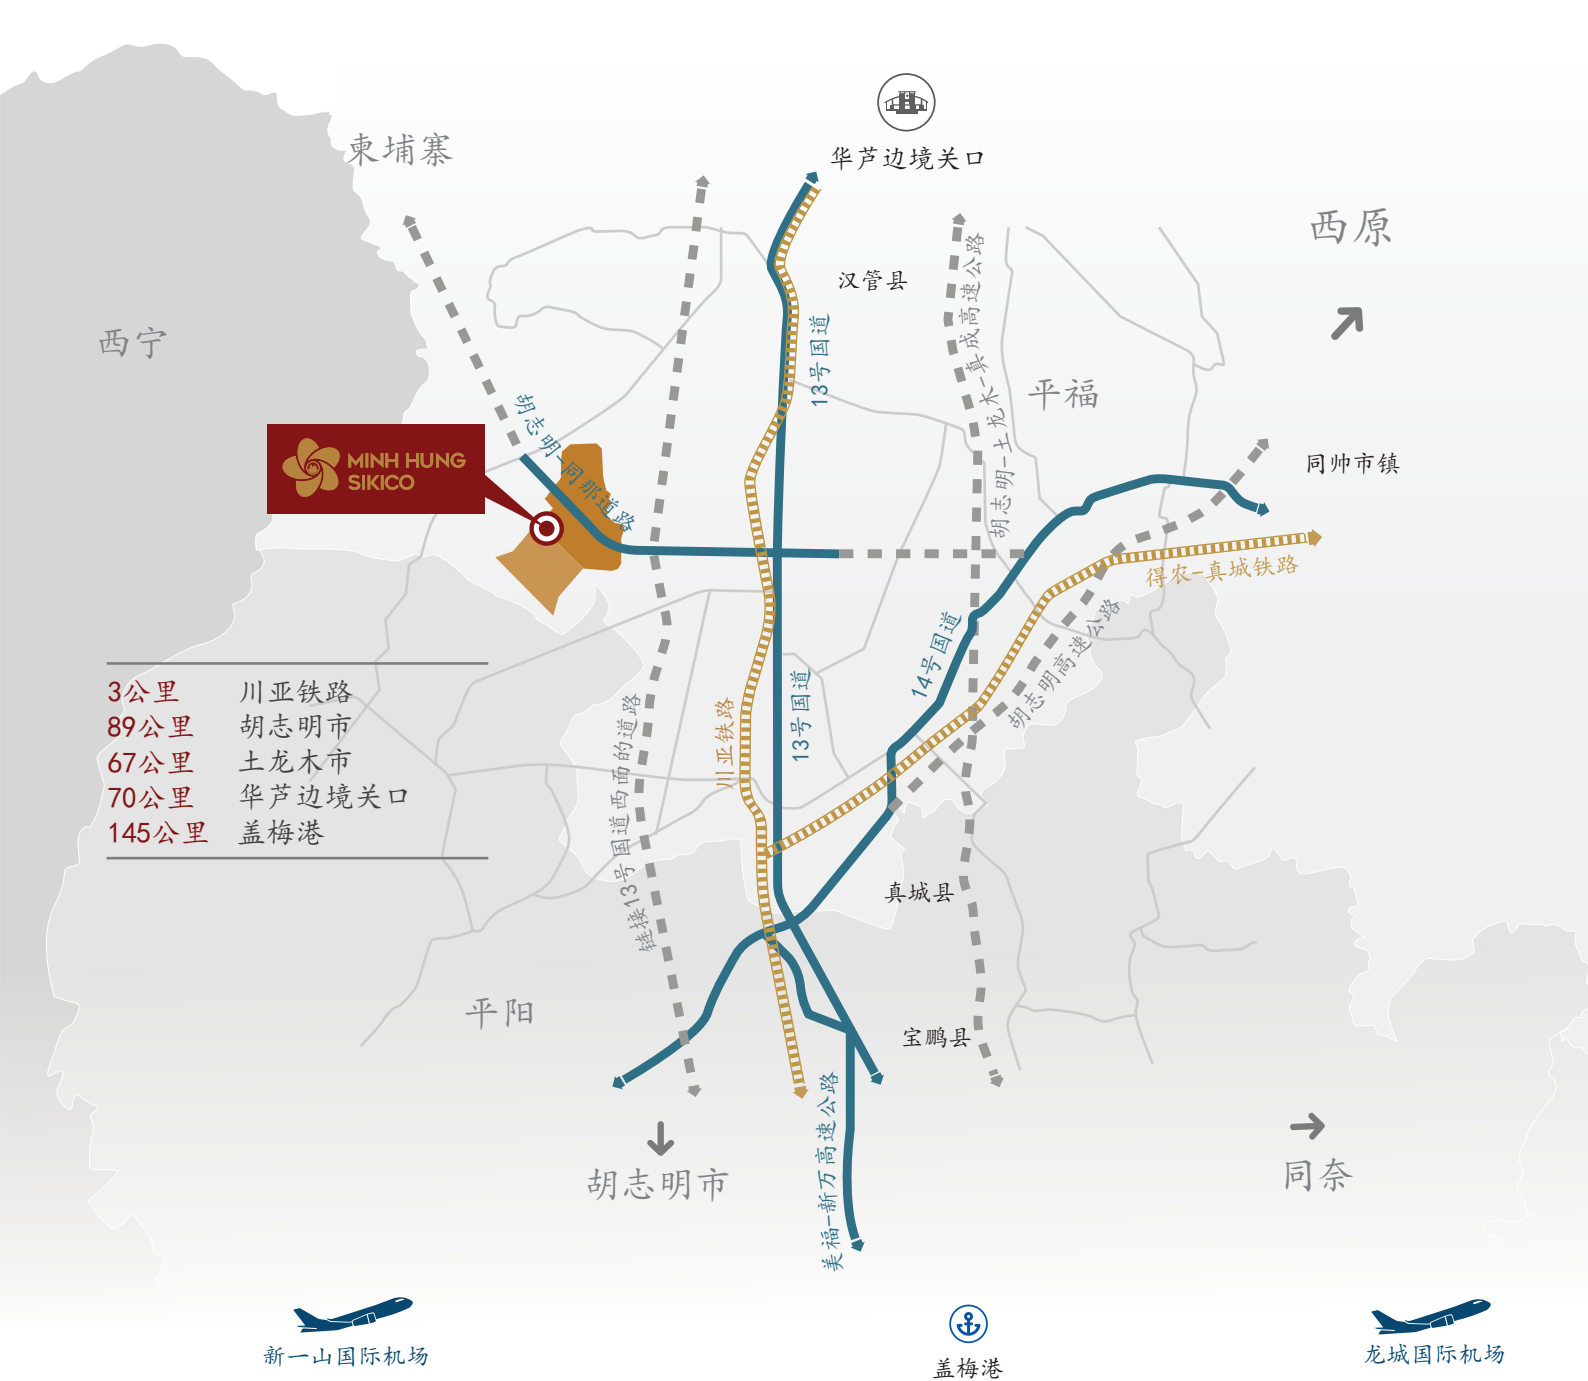 柬埔寨
华芦边境关口
西原
汉管县
西宁
13号国道
胡志明-土龙木-真成高速公路
平福
胡志明-同那道路
MINH HUNG
SIKICO
同帅市镇
得农-真城铁路
14号国道
胡志明高速公路
3公里 川亚铁路
89公里 胡志明市
67公里 土龙木市
70公里 华芦边境关口
145公里 盖梅港
链接13号国道西面的道路
川亚铁路
13号国道
真城县
平阳
宝鹏县
美福-新万高速公路
胡志明市
同奈
新一山国际机场
盖梅港
龙城国际机场